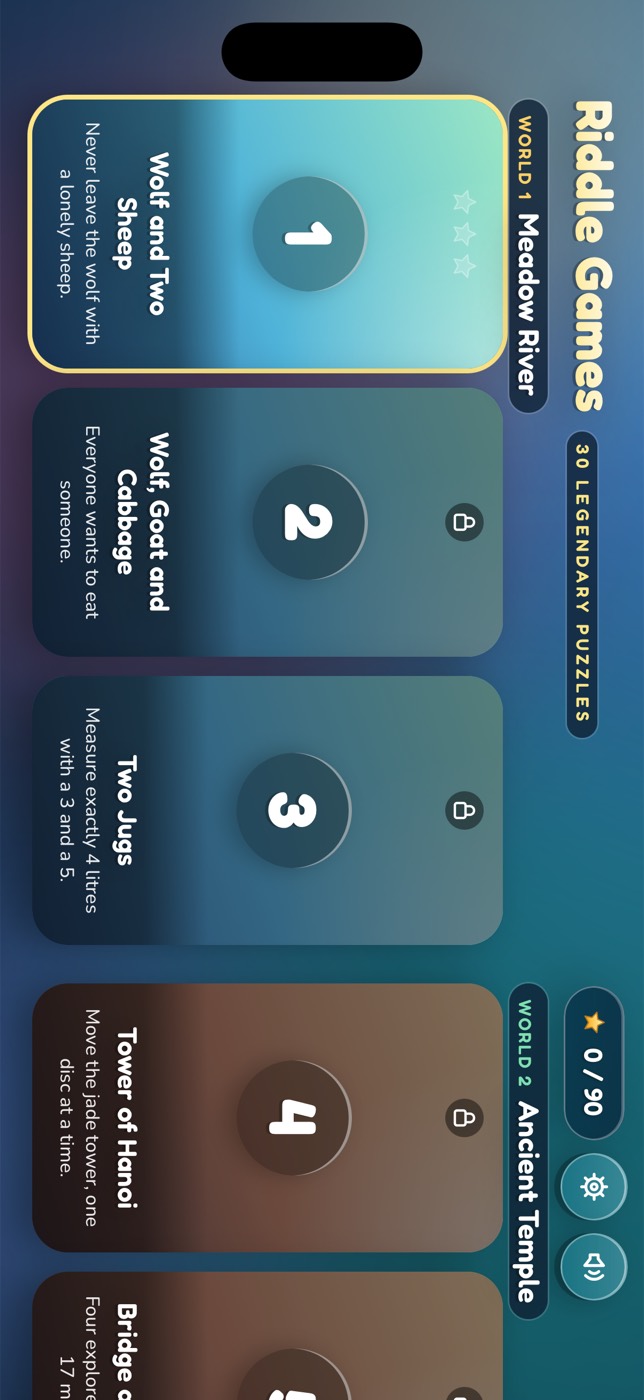 Riddle Games
30 LEGENDARY PUZZLES
0 / 90
WORLD 1 Meadow River
1
Wolf and Two
Sheep
Never leave the wolf with
a lonely sheep.
2
Wolf, Goat and
Cabbage
Everyone wants to eat
someone.
3
Two Jugs
Measure exactly 4 litres
with a 3 and a 5.
WORLD 2 Ancient Temple
4
Tower of Hanoi
Move the jade tower, one
disc at a time.
Bridge
Four
17